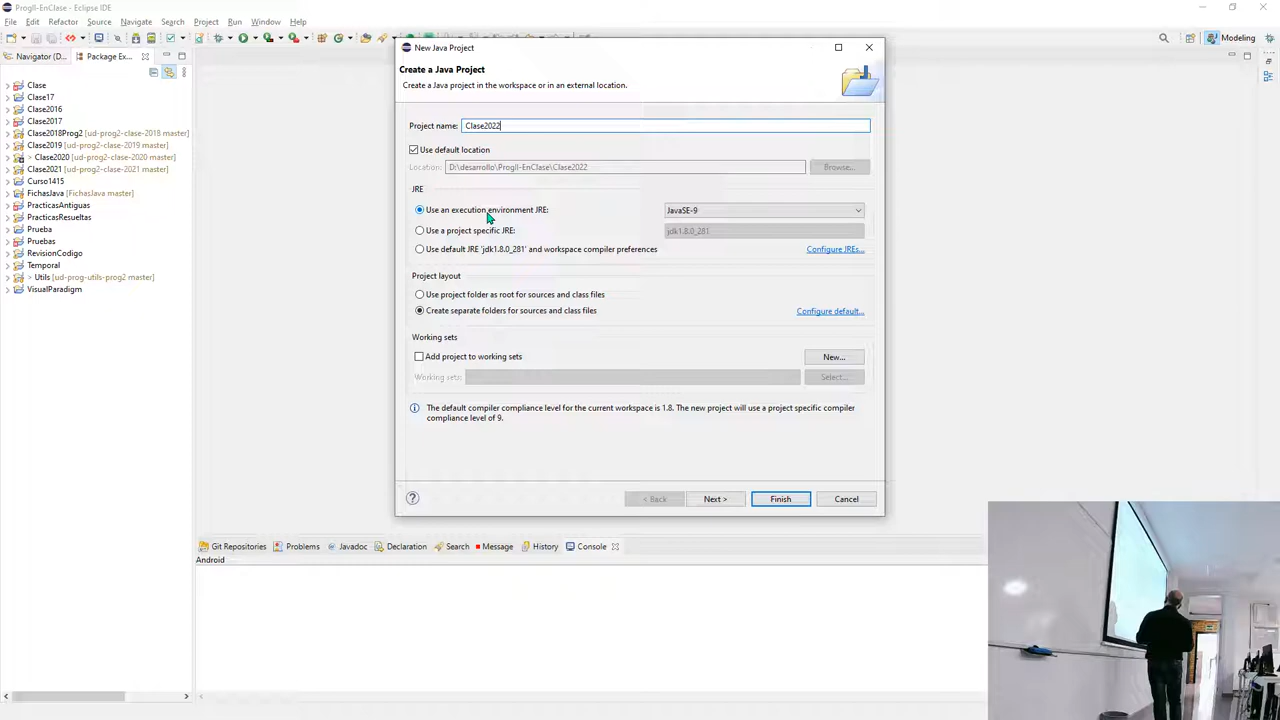 ProgII-EnClase - Eclipse IDE
File Edit Refactor Source Navigate Search Project Run Window Help
Modeling
Navigator (D... Package Ex...
Clase
Clase17
Clase2016
Clase2017
Clase2018Prog2 [ud-prog2-clase-2018 master]
Clase2019 [ud-prog2-clase-2019 master]
> Clase2020 [ud-prog2-clase-2020 master]
Clase2021 [ud-prog2-clase-2021 master]
Curso1415
FichasJava [FichasJava master]
PracticasAntiguas
PracticasResueltas
Prueba
Pruebas
RevisionCodigo
Temporal
> Utils [ud-prog-utils-prog2 master]
VisualParadigm
New Java Project
Create a Java Project
Create a Java project in the workspace or in an external location.
Project name: Clase2022
Use default location
Location: D:\desarrollo\ProgII-EnClase\Clase2022 Browse...
JRE
Use an execution environment JRE: JavaSE-9
Use a project specific JRE: jdk1.8.0_281
Use default JRE 'jdk1.8.0_281' and workspace compiler preferences Configure JREs...
Project layout
Use project folder as root for sources and class files
Create separate folders for sources and class files Configure default...
Working sets
Add project to working sets New...
Working sets: Select...
The default compiler compliance level for the current workspace is 1.8. The new project will use a project specific compiler
compliance level of 9.
< Back Next > Finish Cancel
Git Repositories Problems Javadoc Declaration Search Message History Console
Android